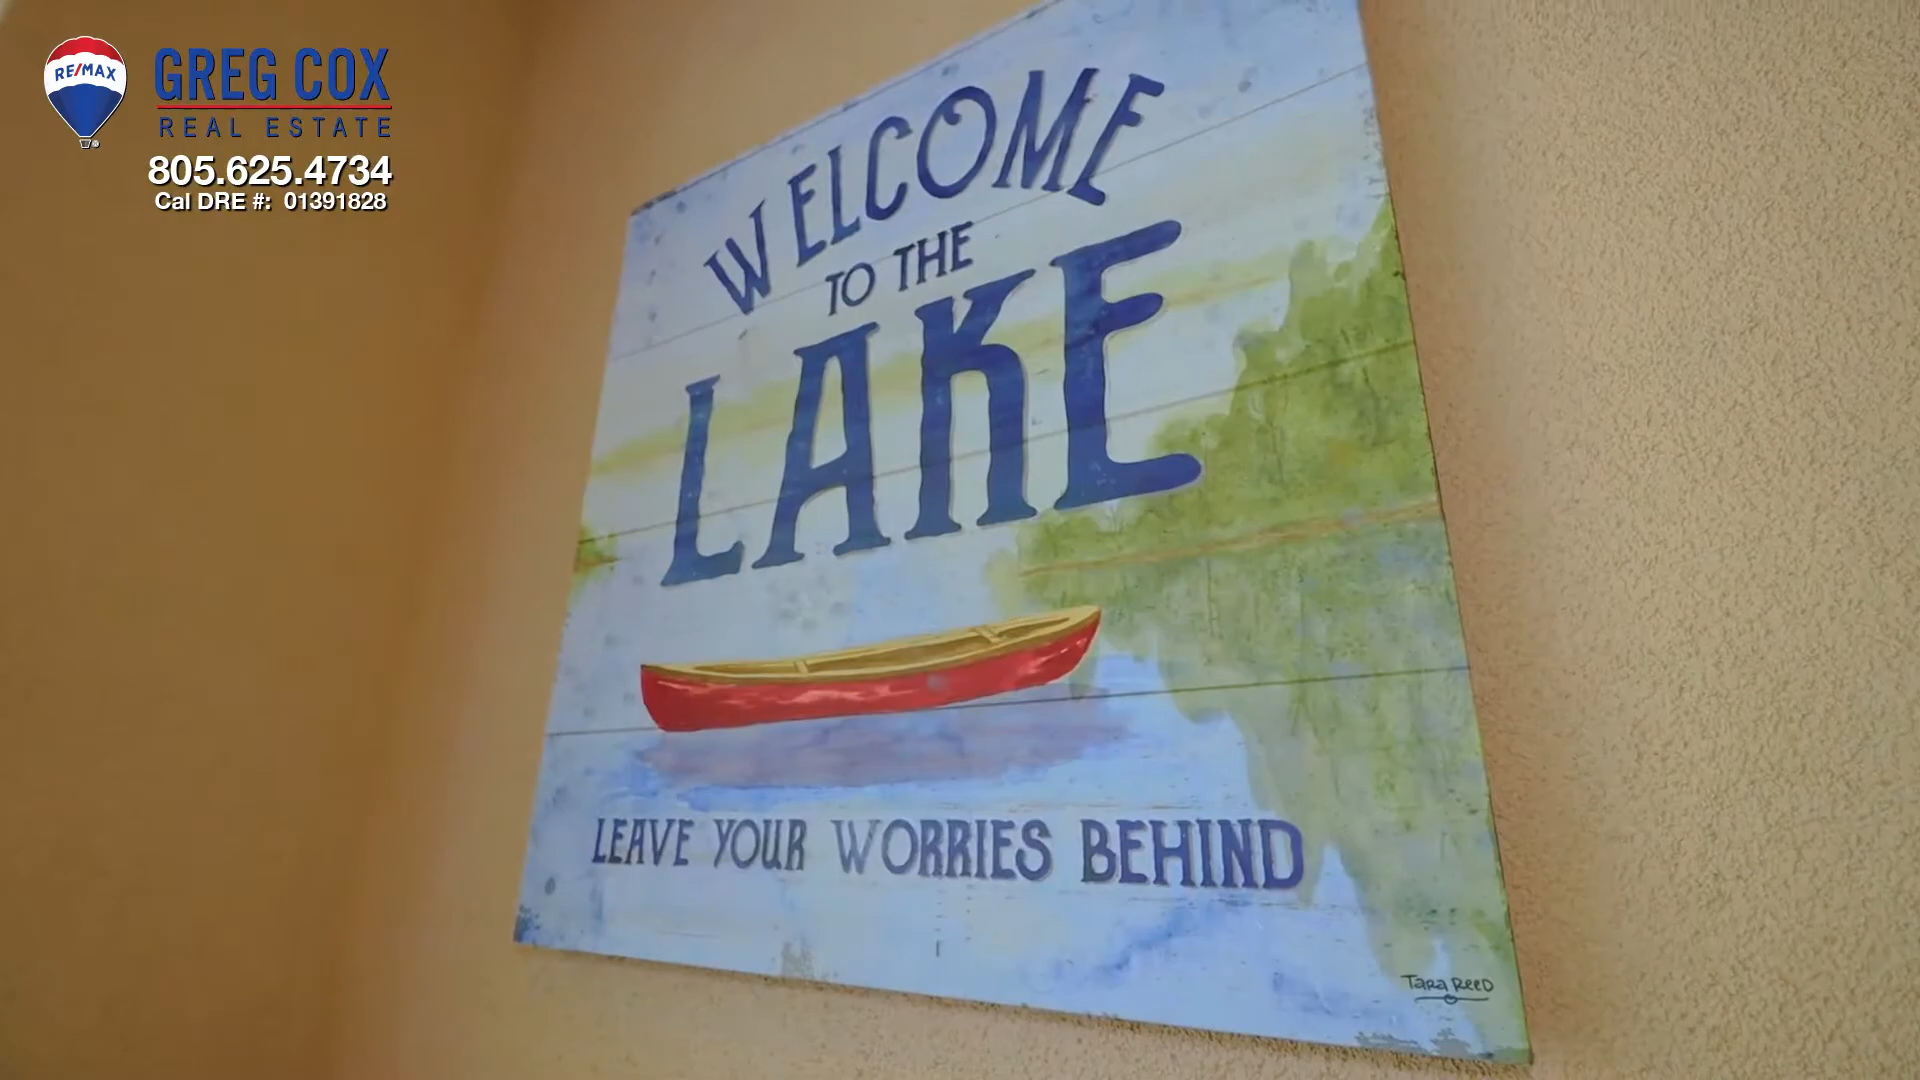 RE/MAX
GREG COX
REAL ESTATE
805.625.4734
Cal DRE #: 01391828
WELCOME
TO THE
LAKE
LEAVE YOUR WORRIES BEHIND
Tara Reed